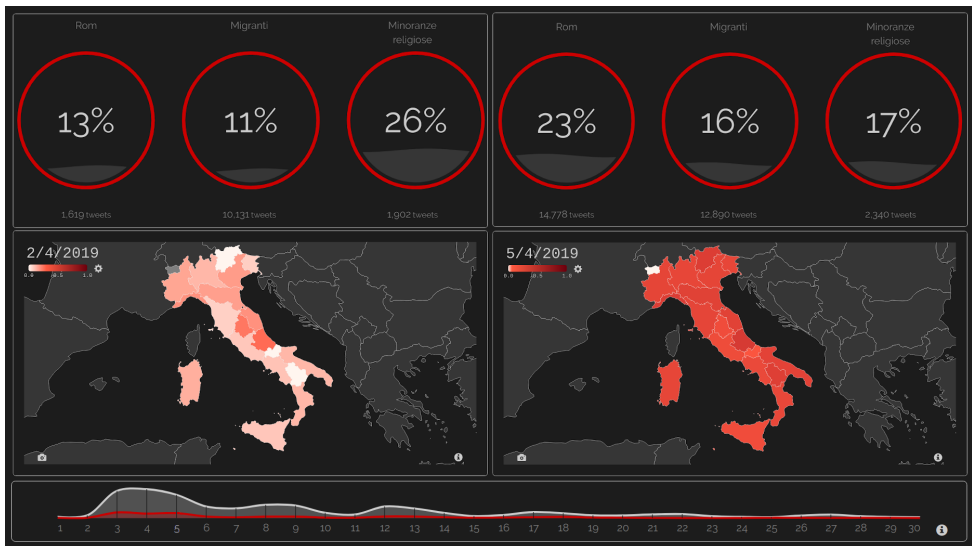 Rom
Migranti
Minoranze
religiose
13%
11%
26%
1,619 tweets
10,131 tweets
1,902 tweets
Rom
Migranti
Minoranze
religiose
23%
16%
17%
14,778 tweets
12,890 tweets
2,340 tweets
2/4/2019
0.0 0.5 1.0
5/4/2019
0.0 0.5 1.0
1 2 3 4 5 6 7 8 9 10 11 12 13 14 15 16 17 18 19 20 21 22 23 24 25 26 27 28 29 30